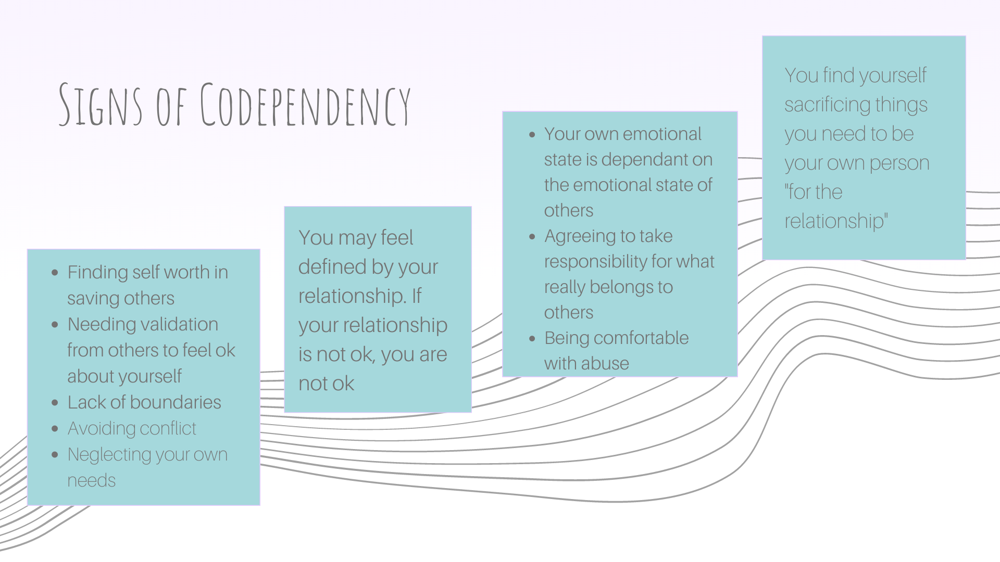 Signs of Codependency
• Finding self worth in
saving others
• Needing validation
from others to feel ok
about yourself
• Lack of boundaries
• Avoiding conflict
• Neglecting your own
needs
You may feel
defined by your
relationship. If
your relationship
is not ok, you are
not ok
• Your own emotional
state is dependant on
the emotional state of
others
• Agreeing to take
responsibility for what
really belongs to
others
• Being comfortable
with abuse
You find yourself
sacrificing things
you need to be
your own person
"for the
relationship"